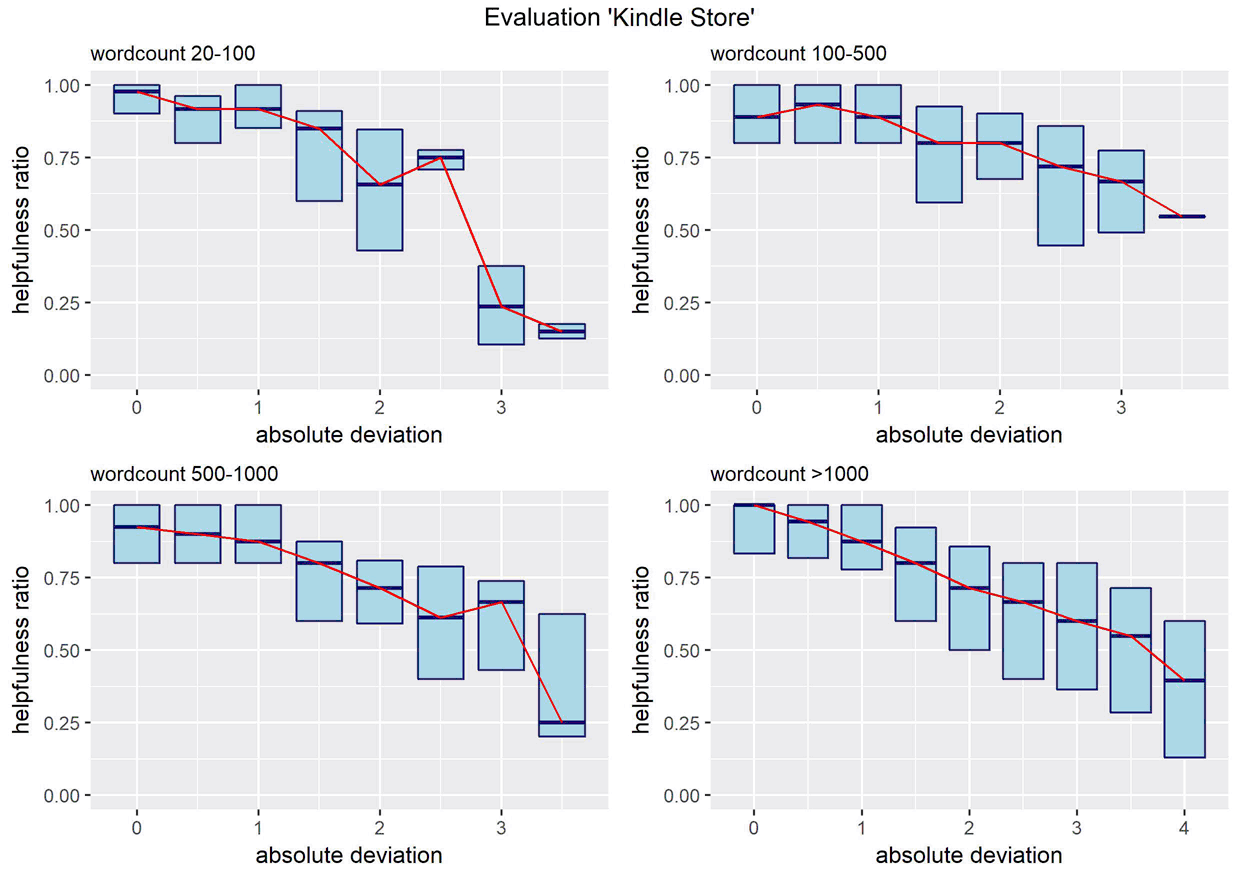 Evaluation 'Kindle Store'
wordcount 20-100
1.00
0.75
0.50
0.25
0.00
helpfulness ratio
0 1 2 3
absolute deviation
wordcount 100-500
1.00
0.75
0.50
0.25
0.00
helpfulness ratio
0 1 2 3
absolute deviation
wordcount 500-1000
1.00
0.75
0.50
0.25
0.00
helpfulness ratio
0 1 2 3
absolute deviation
wordcount >1000
1.00
0.75
0.50
0.25
0.00
helpfulness ratio
0 1 2 3 4
absolute deviation